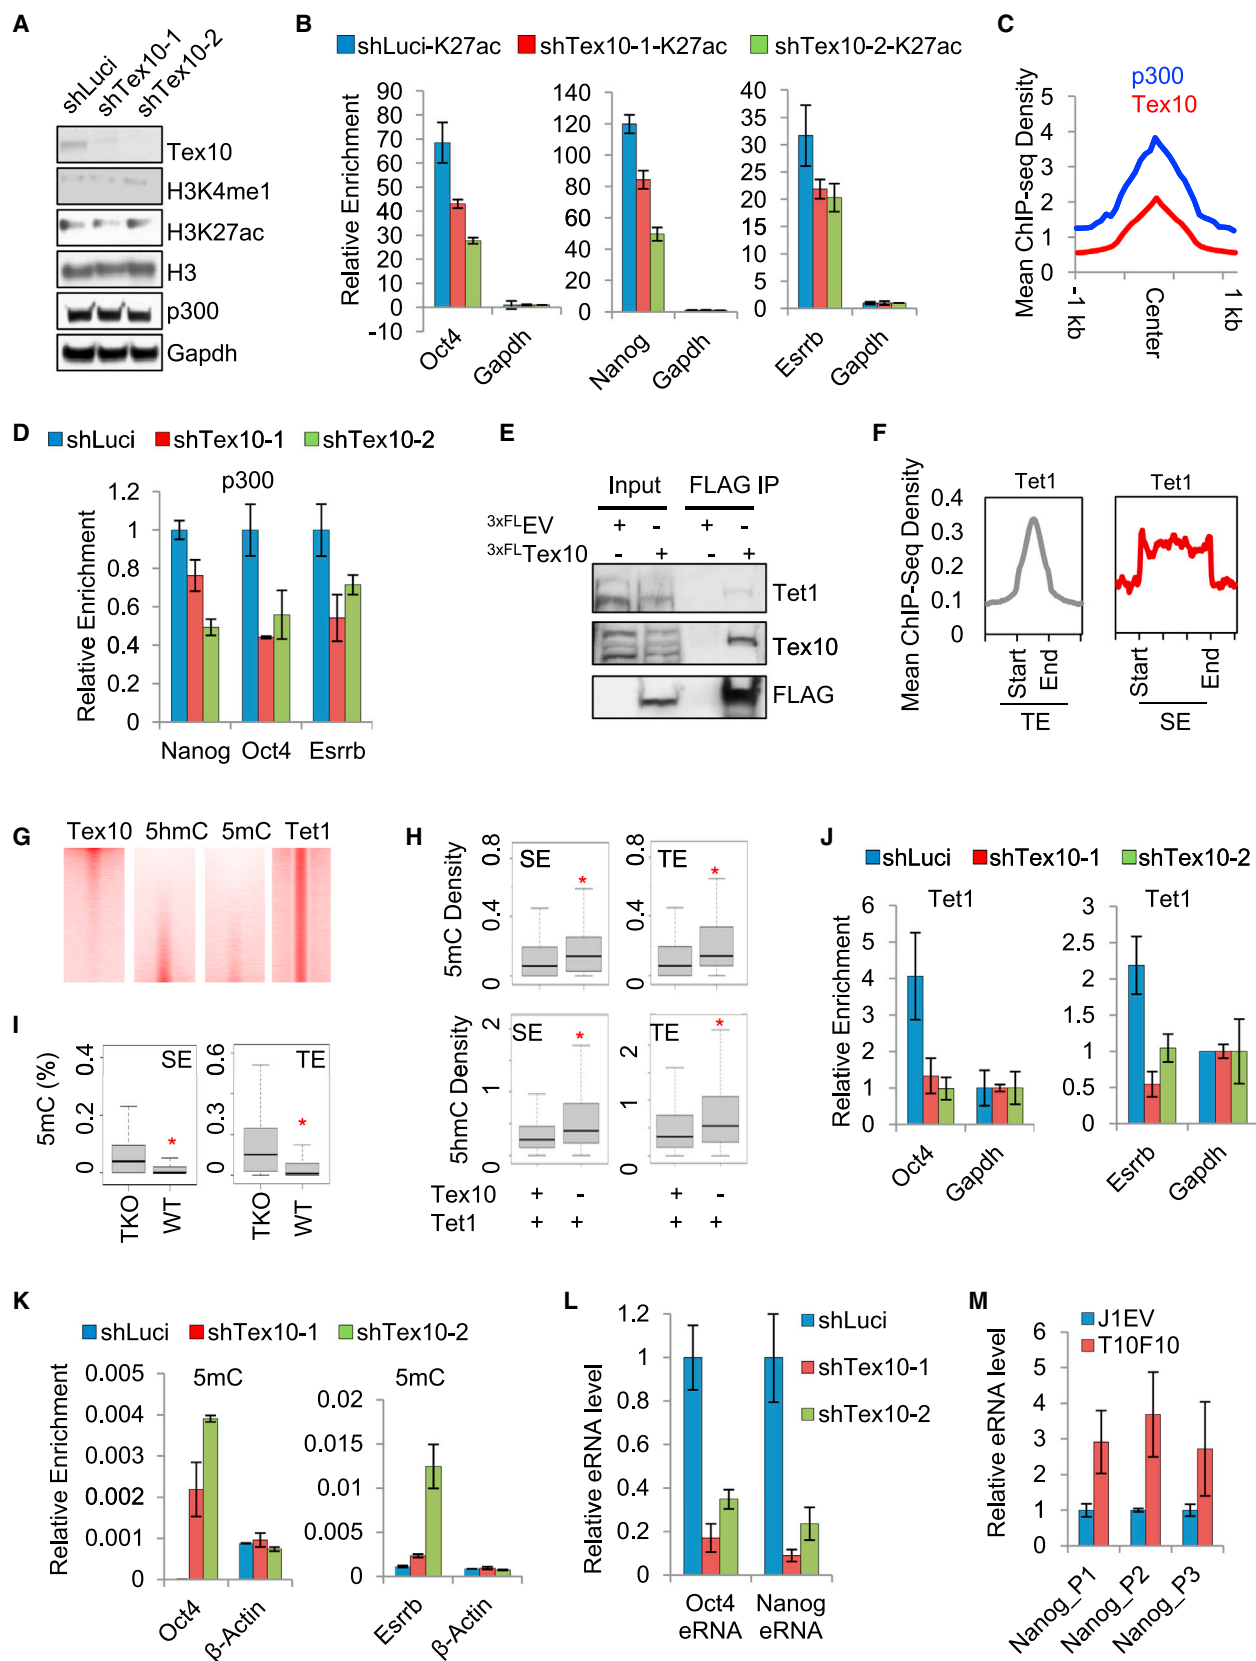 A
shLuci
shTex10-1
shTex10-2
Tex10
H3K4me1
H3K27ac
H3
p300
Gapdh
B
shLuci-K27ac shTex10-1-K27ac shTex10-2-K27ac
Relative Enrichment
90
80
70
60
50
40
30
20
10
0
-10
Oct4 Gapdh
140
120
100
80
60
40
20
0
Nanog Gapdh
40
35
30
25
20
15
10
5
0
Esrrb Gapdh
C
p300
Tex10
Mean ChIP-seq Density
5
4
3
2
1
0
-1 kb Center 1 kb
D
shLuci shTex10-1 shTex10-2
p300
Relative Enrichment
1.2
1
0.8
0.6
0.4
0.2
0
Nanog Oct4 Esrrb
E
Input FLAG IP
3xFLEV + - + -
3xFLTex10 - + - +
Tet1
Tex10
FLAG
F
Mean ChIP-Seq Density
Tet1 Tet1
0.4
0.3
0.2
0.1
0
Start End
TE
Start End
SE
G
Tex10 5hmC 5mC Tet1
H
5mC Density
0.8
0.4
0
SE *
0.8
0.4
0
TE *
5hmC Density
2
1
0
SE *
2
1
0
TE *
Tex10 + - + -
Tet1 + + + +
I
5mC (%)
0.4
0.2
0
SE
*
TKO WT
0.6
0.3
0
TE
*
TKO WT
J
shLuci shTex10-1 shTex10-2
Tet1 Tet1
Relative Enrichment
6
5
4
3
2
1
0
Oct4 Gapdh
3
2.5
2
1.5
1
0.5
0
Esrrb Gapdh
K
shLuci shTex10-1 shTex10-2
5mC 5mC
Relative Enrichment
0.005
0.004
0.003
0.002
0.001
0
Oct4 β-Actin
0.02
0.015
0.01
0.005
0
Esrrb β-Actin
L
shLuci
shTex10-1
shTex10-2
Relative eRNA level
1.2
1
0.8
0.6
0.4
0.2
0
Oct4 Nanog
eRNA eRNA
M
J1EV
T10F10
Relative eRNA level
6
5
4
3
2
1
0
Nanog_P1 Nanog_P2 Nanog_P3